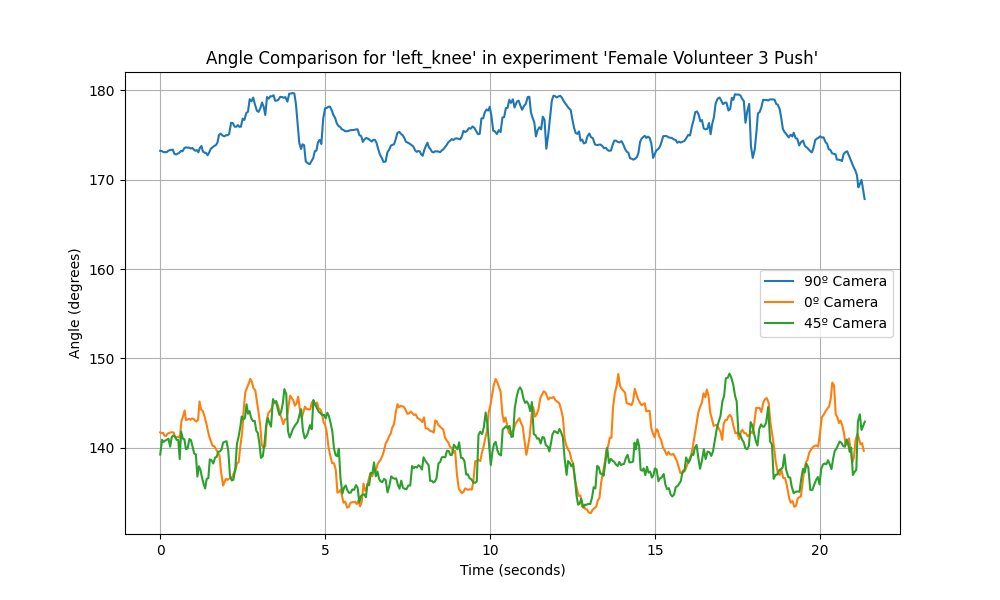 Angle Comparison for 'left_knee' in experiment 'Female Volunteer 3 Push'
180
170
160
150
140
Angle (degrees)
90º Camera
0º Camera
45º Camera
0
5
10
15
20
Time (seconds)